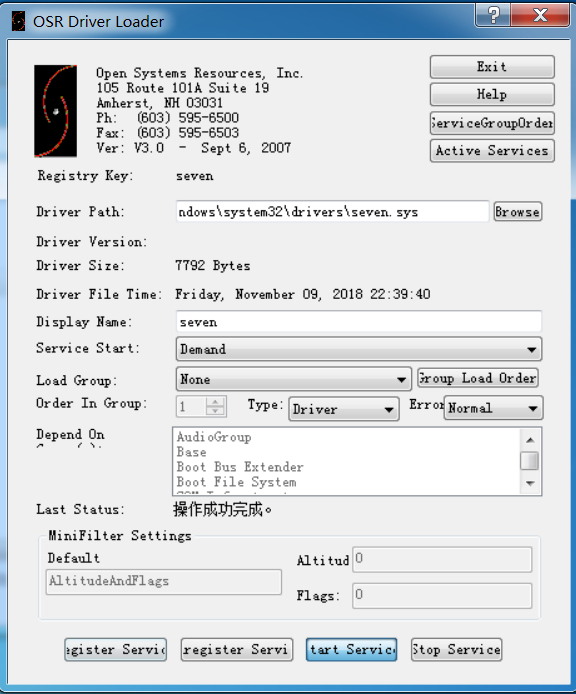 OSR Driver Loader
Open Systems Resources, Inc.
105 Route 101A Suite 19
Amherst, NH 03031
Ph: (603) 595-6500
Fax: (603) 595-6503
Ver: V3.0 - Sept 6, 2007
Exit
Help
ServiceGroupOrder
Active Services
Registry Key: seven
Driver Path: ndows\system32\drivers\seven.sys Browse
Driver Version:
Driver Size: 7792 Bytes
Driver File Time: Friday, November 09, 2018 22:39:40
Display Name: seven
Service Start: Demand
Load Group: None Group Load Order
Order In Group: 1 Type: Driver Error Normal
Depend On
AudioGroup
Base
Boot Bus Extender
Boot File System
Last Status: 操作成功完成。
MiniFilter Settings
Default
AltitudeAndFlags
Altitud 0
Flags: 0
egister Servic register Servi tart Servic Stop Service